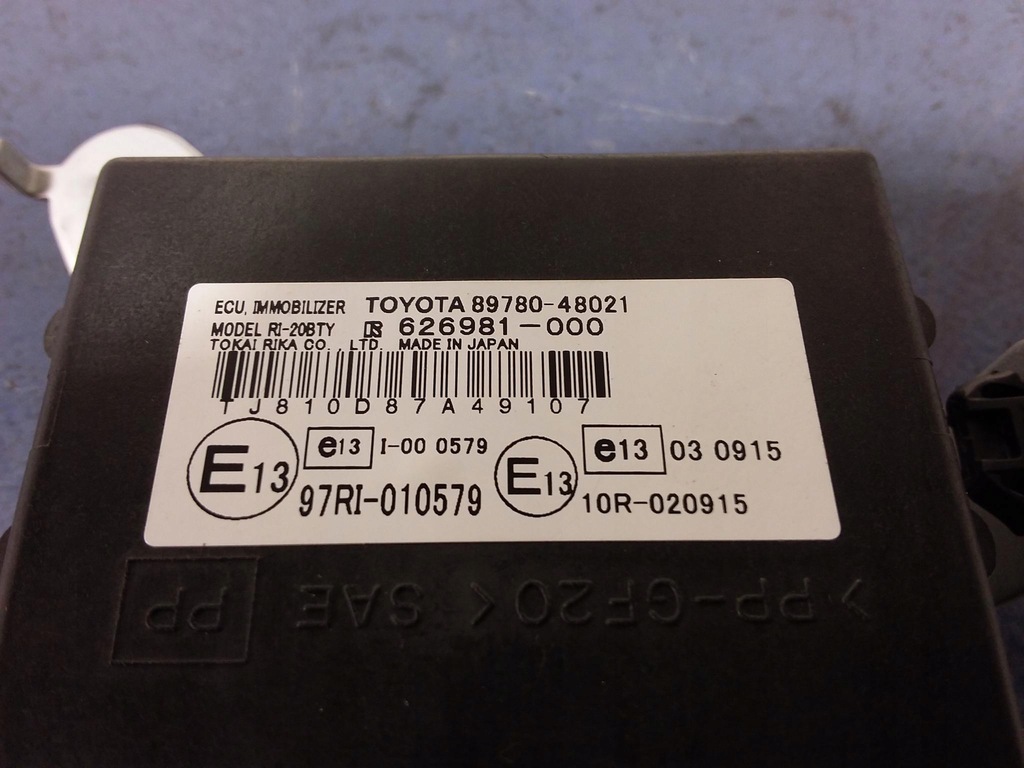 ECU, IMMOBILIZER TOYOTA 89780-48021
MODEL RI-20BTY 626981-000
TOKAI RIKA CO., LTD. MADE IN JAPAN
TJ810D87A49107
E13 e13 I-00 0579 E13 e13 03 0915
97RI-010579 10R-020915
>PP-GF20< SAE PP